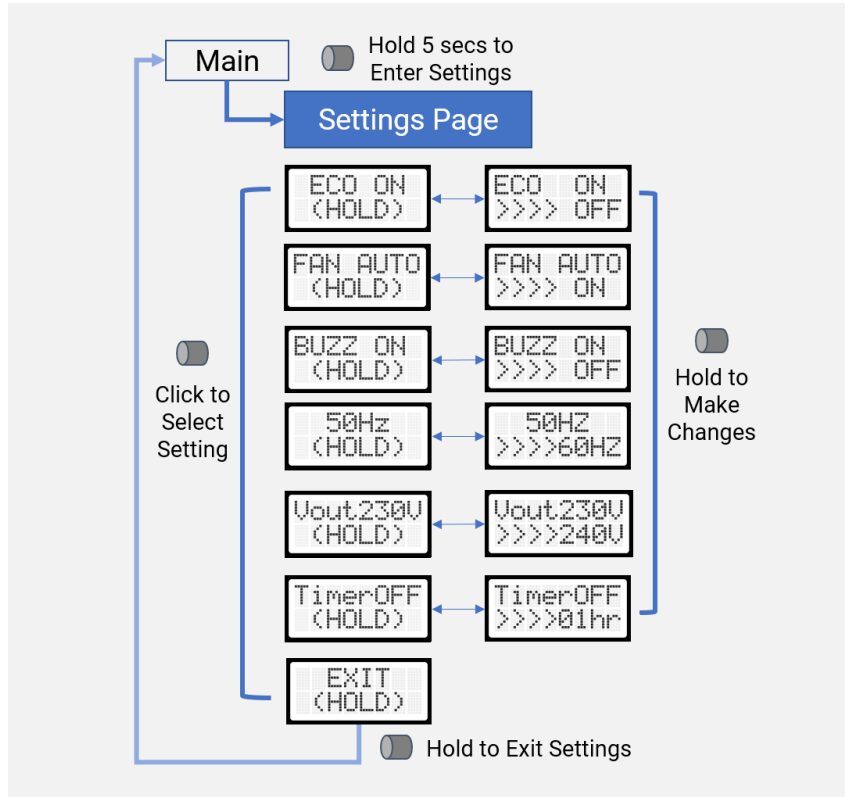 Main
Hold 5 secs to
Enter Settings
Settings Page
ECO ON
(HOLD)
ECO ON
>>>> OFF
FAN AUTO
(HOLD)
FAN AUTO
>>>> ON
BUZZ ON
(HOLD)
BUZZ ON
>>>> OFF
50Hz
(HOLD)
50HZ
>>>>60HZ
Vout230V
(HOLD)
Vout230V
>>>>240V
TimerOFF
(HOLD)
TimerOFF
>>>>01hr
EXIT
(HOLD)
Click to
Select
Setting
Hold to
Make
Changes
Hold to Exit Settings